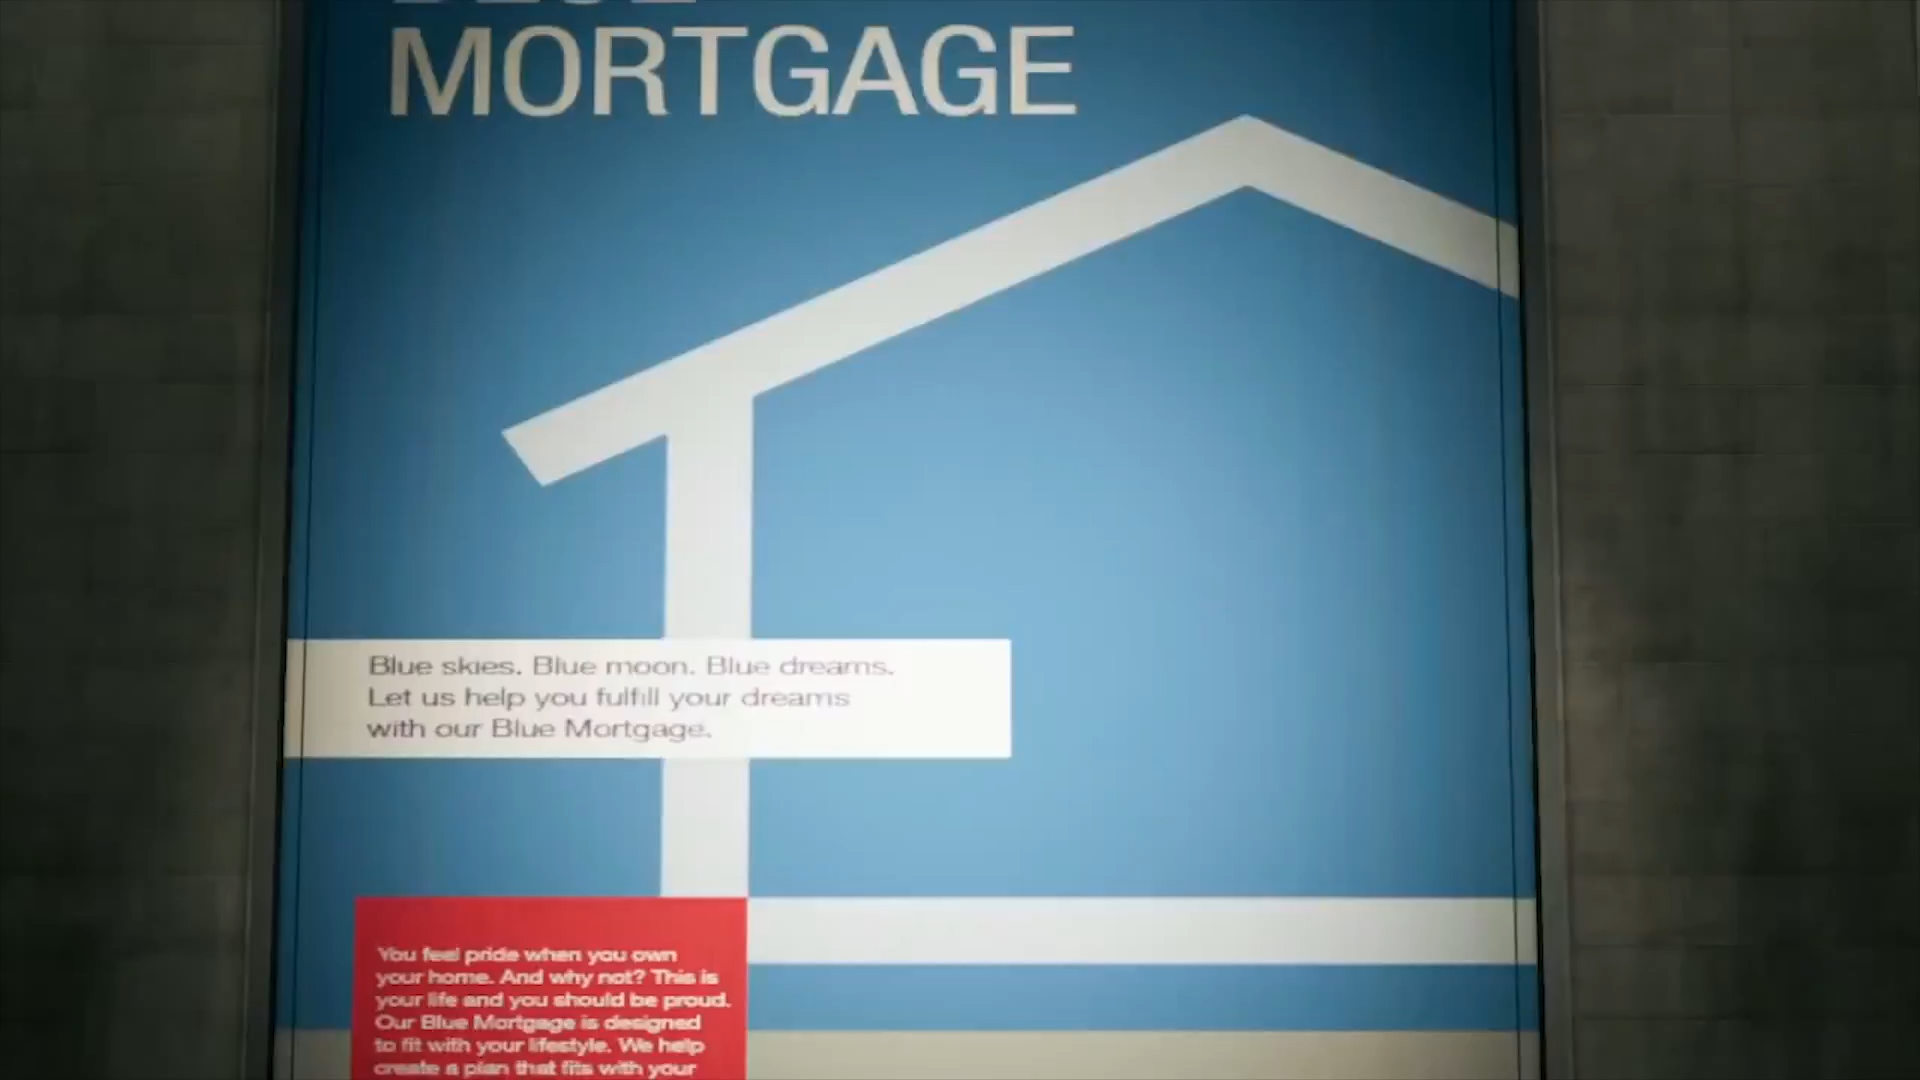 BLUE
MORTGAGE
Blue skies. Blue moon. Blue dreams.
Let us help you fulfill your dreams
with our Blue Mortgage.
You feel pride when you own
your home. And why not? This is
your life and you should be proud.
Our Blue Mortgage is designed
to fit with your lifestyle. We help
create a plan that fits with your